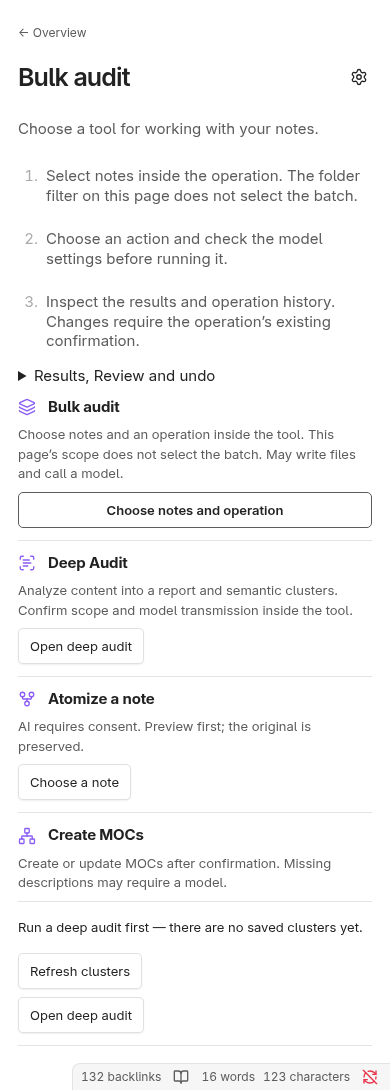 ← Overview
Bulk audit
Choose a tool for working with your notes.
1. Select notes inside the operation. The folder
filter on this page does not select the batch.
2. Choose an action and check the model
settings before running it.
3. Inspect the results and operation history.
Changes require the operation’s existing
confirmation.
▶ Results, Review and undo
Bulk audit
Choose notes and an operation inside the tool. This
page’s scope does not select the batch. May write files
and call a model.
Choose notes and operation
Deep Audit
Analyze content into a report and semantic clusters.
Confirm scope and model transmission inside the tool.
Open deep audit
Atomize a note
AI requires consent. Preview first; the original is
preserved.
Choose a note
Create MOCs
Create or update MOCs after confirmation. Missing
descriptions may require a model.
Run a deep audit first — there are no saved clusters yet.
Refresh clusters
Open deep audit
132 backlinks 16 words 123 characters